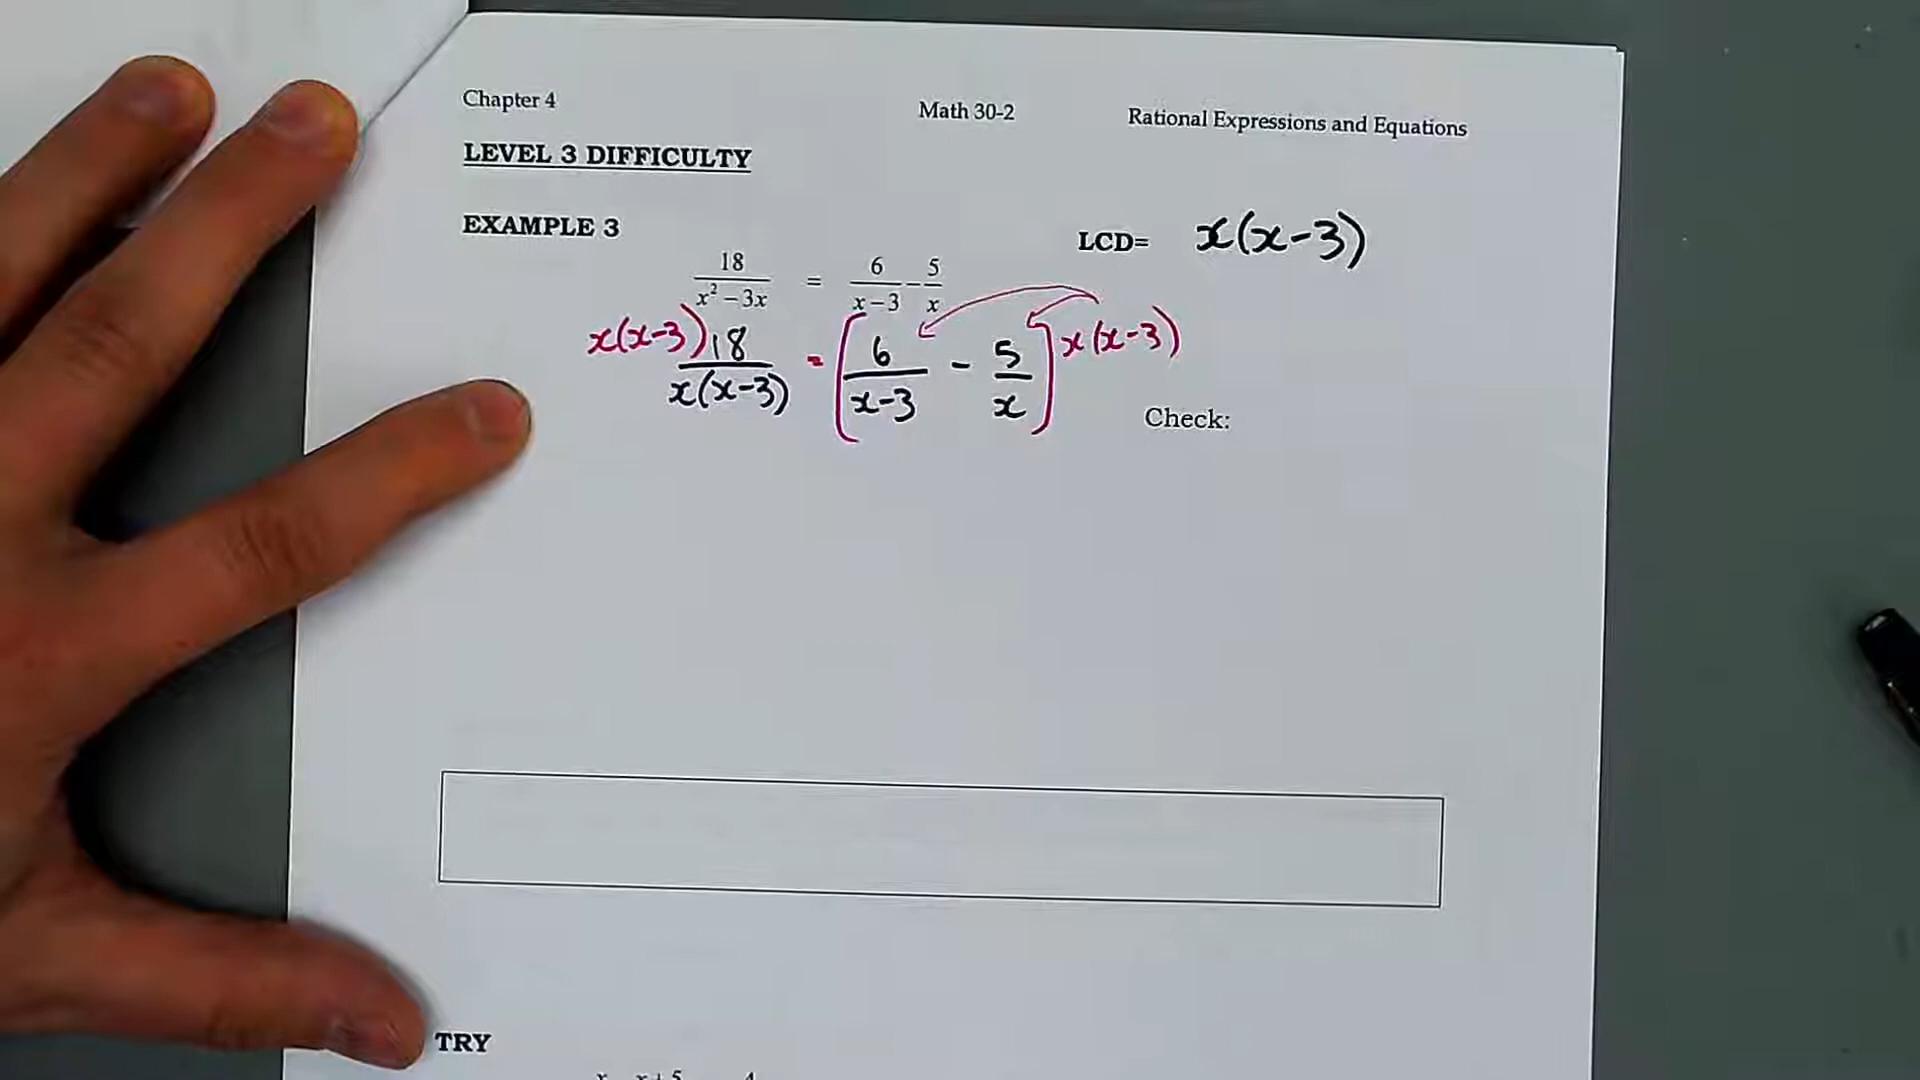 Chapter 4 Math 30-2 Rational Expressions and Equations
LEVEL 3 DIFFICULTY
EXAMPLE 3 LCD= x(x-3)
18/(x² - 3x) = 6/(x - 3) - 5/x
x(x-3) 18/(x(x-3)) = [6/(x-3) - 5/x] x(x-3)
Check:
TRY